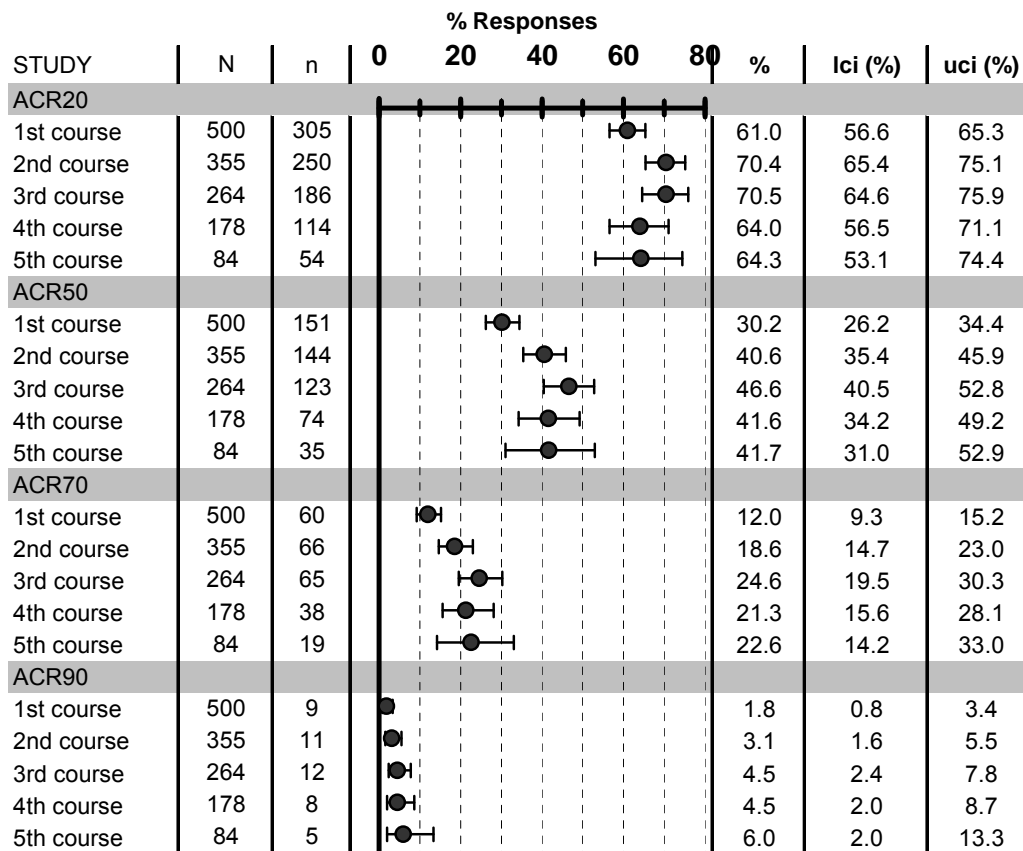 % Responses
STUDY N n 0 20 40 60 80 % lci (%) uci (%)
ACR20
1st course 500 305 61.0 56.6 65.3
2nd course 355 250 70.4 65.4 75.1
3rd course 264 186 70.5 64.6 75.9
4th course 178 114 64.0 56.5 71.1
5th course 84 54 64.3 53.1 74.4
ACR50
1st course 500 151 30.2 26.2 34.4
2nd course 355 144 40.6 35.4 45.9
3rd course 264 123 46.6 40.5 52.8
4th course 178 74 41.6 34.2 49.2
5th course 84 35 41.7 31.0 52.9
ACR70
1st course 500 60 12.0 9.3 15.2
2nd course 355 66 18.6 14.7 23.0
3rd course 264 65 24.6 19.5 30.3
4th course 178 38 21.3 15.6 28.1
5th course 84 19 22.6 14.2 33.0
ACR90
1st course 500 9 1.8 0.8 3.4
2nd course 355 11 3.1 1.6 5.5
3rd course 264 12 4.5 2.4 7.8
4th course 178 8 4.5 2.0 8.7
5th course 84 5 6.0 2.0 13.3